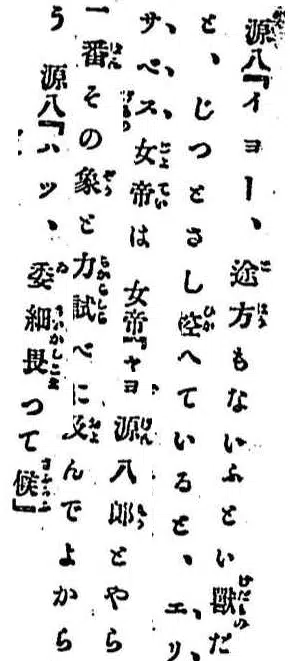 源八『イヨー、途方もないふとい獸だ
と、じつとさし控へていると、エリ、
サ、ベ、ス、女帝は 女帝『ヤヨ源八郎とやら
一番その象と力試べに及んでよから
う 源八『ハッ、委細畏つて候』